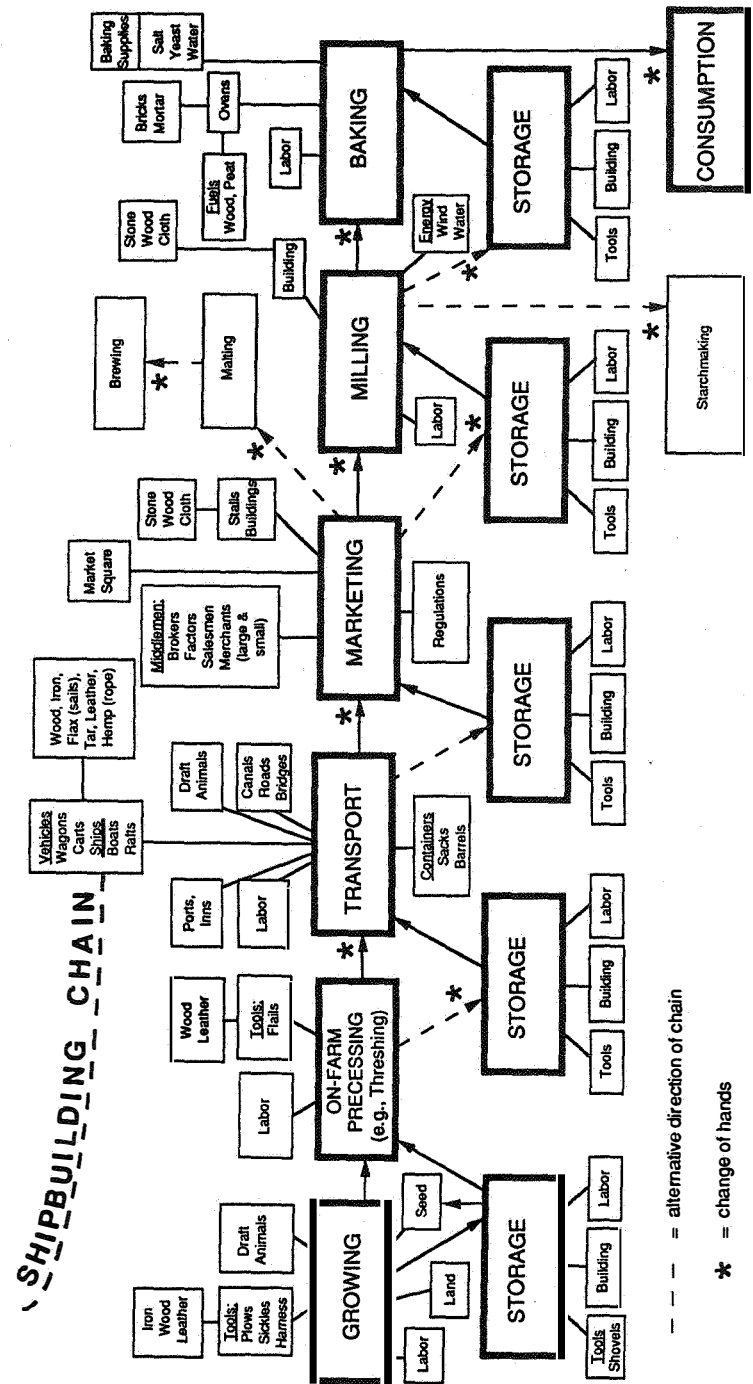 SHIPBUILDING CHAIN
Iron
Wood
Leather
Tools:
Plows
Sickles
Harness
Draft
Animals
Labor
Land
Seed
GROWING
STORAGE
Tools
Shovels
Building
Labor
Labor
Wood
Leather
Tools:
Flails
ON-FARM
PRECESSING
(e.g., Threshing)
*
*
STORAGE
Tools
Building
Labor
Vehicles
Wagons
Carts
Ships
Boats
Rafts
Wood, Iron,
Flax (sails),
Tar, Leather,
Hemp (rope)
Ports,
Inns
Labor
Draft
Animals
Canals
Roads
Bridges
TRANSPORT
Containers
Sacks
Barrels
*
STORAGE
Tools
Building
Labor
Market
Square
Middlemen:
Brokers
Factors
Salesmen
Merchants
(large &
small)
Stone
Wood
Cloth
Stalls
Buildings
MARKETING
Regulations
*
*
*
STORAGE
Tools
Building
Labor
Brewing
*
Malting
Stone
Wood
Cloth
Building
MILLING
Labor
Energy
Wind
Water
*
*
*
Starchmaking
STORAGE
Tools
Building
Labor
Baking
Supplies
Salt
Yeast
Water
Bricks
Mortar
Ovens
Fuels
Wood, Peat
Labor
BAKING
*
CONSUMPTION
– – – = alternative direction of chain
* = change of hands